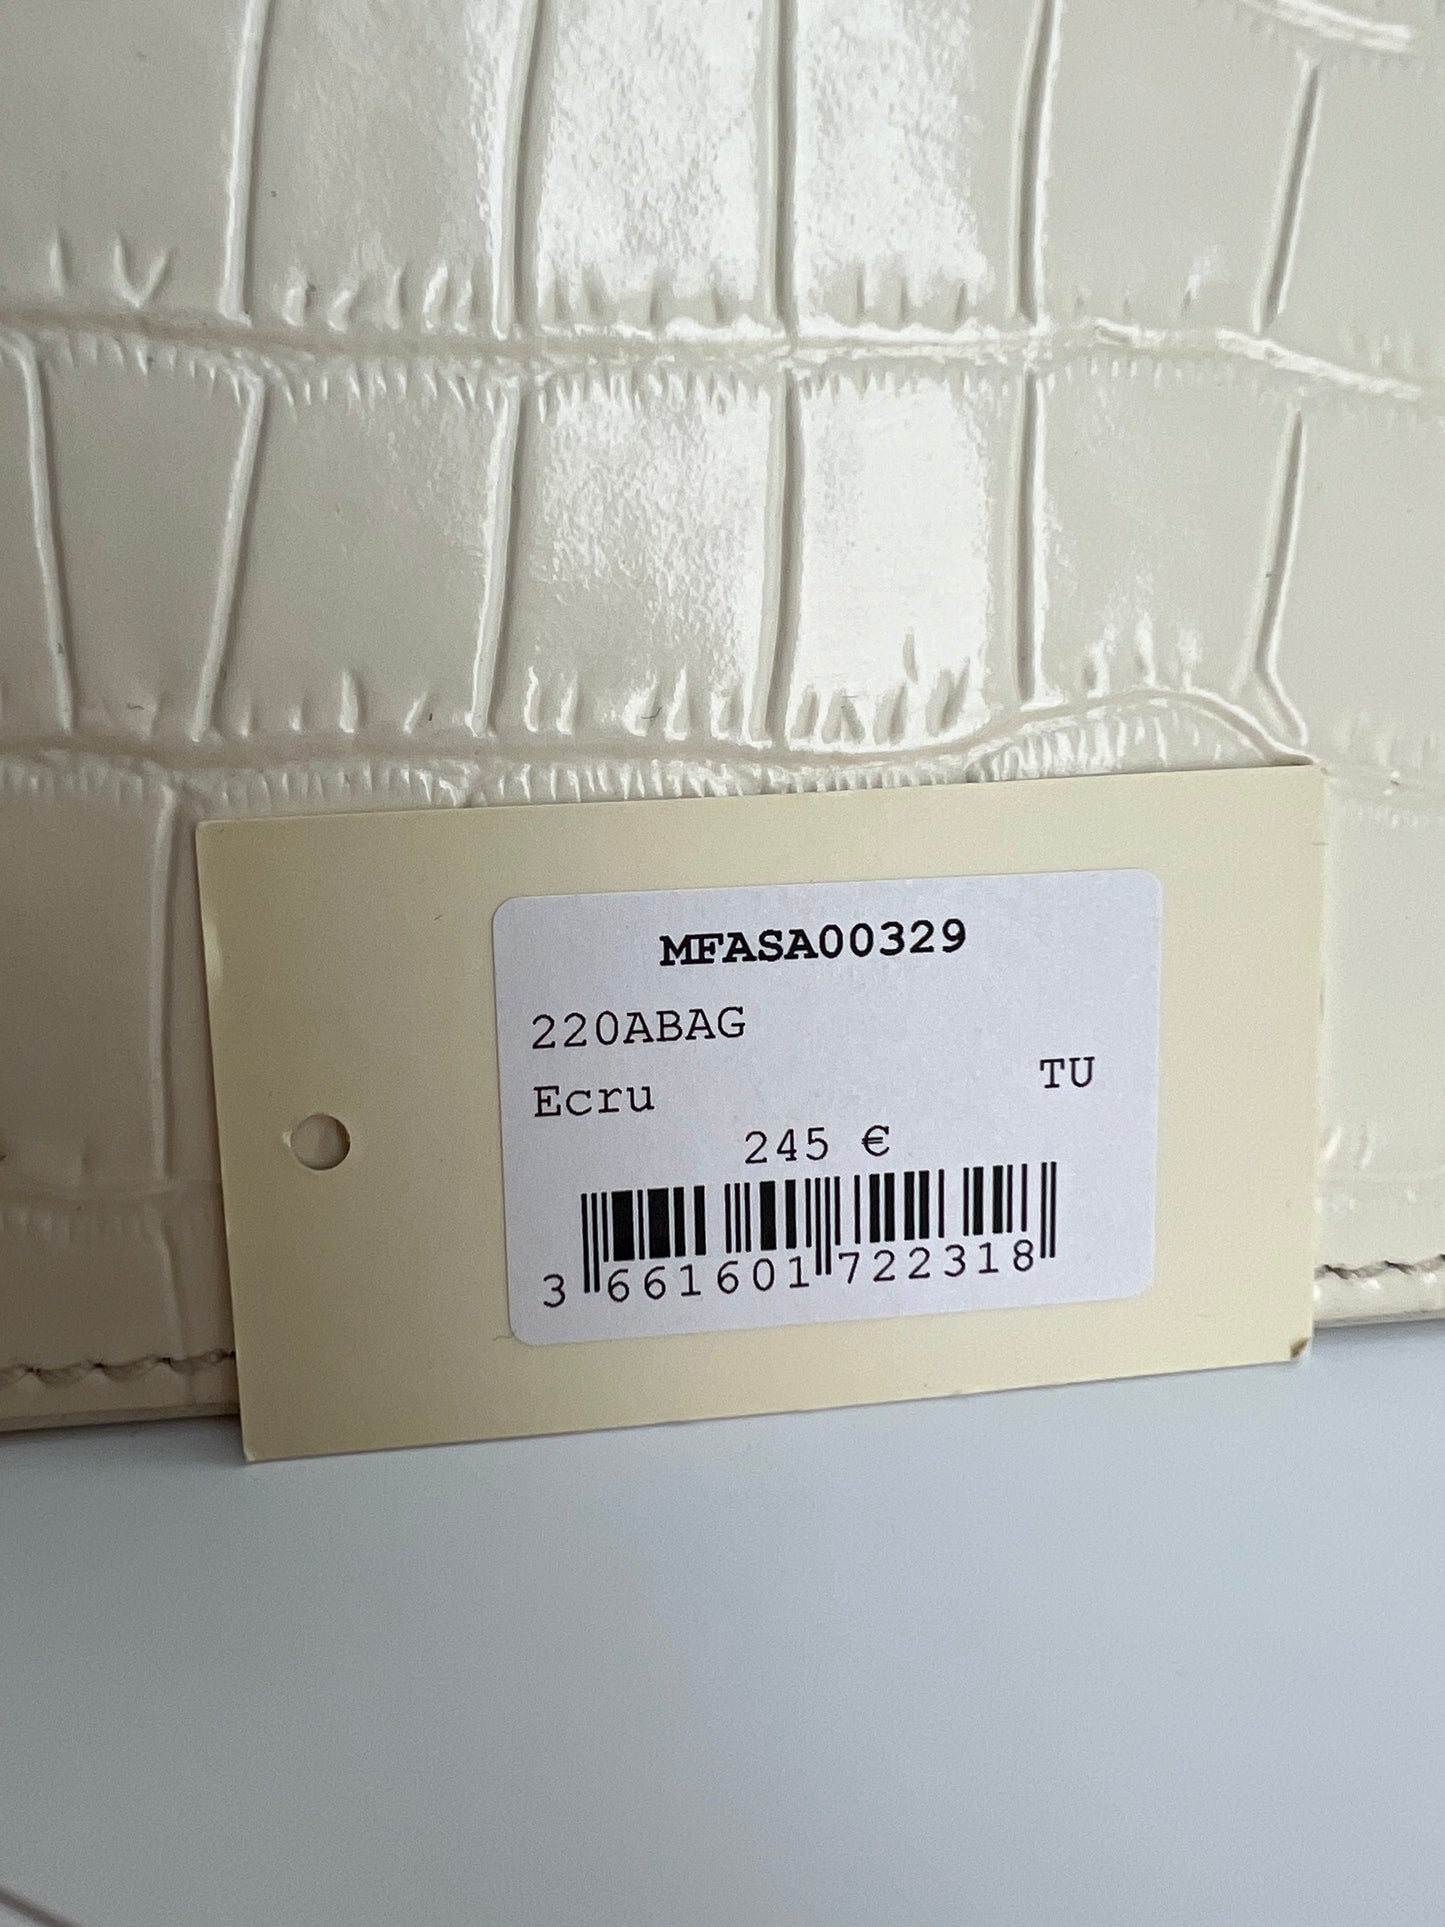 MFASA00329
220ABAG
Ecru TU
245 €
3 661601 722318